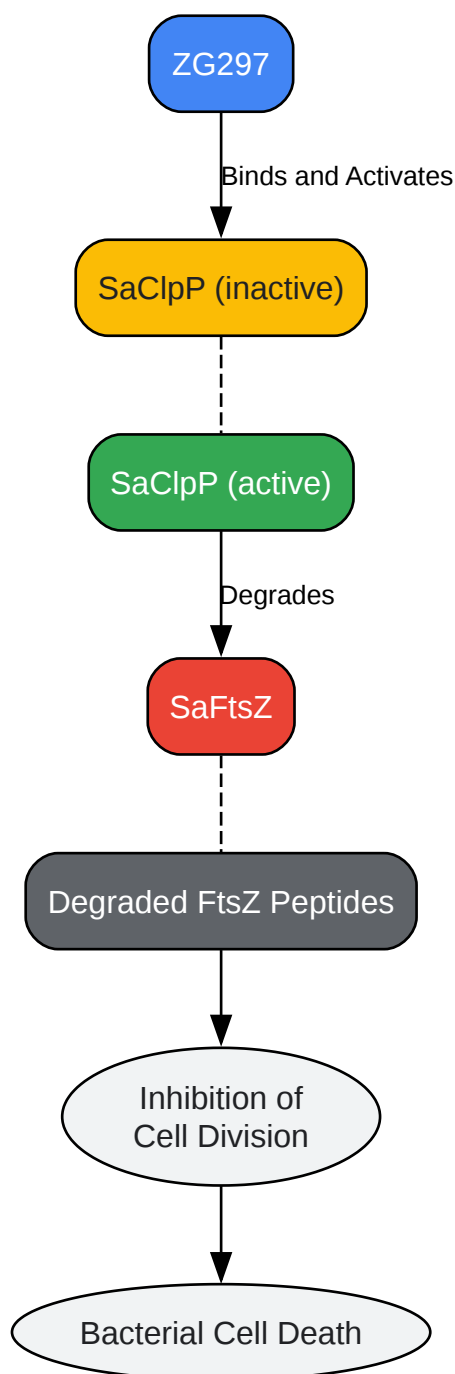 ZG297
Binds and Activates
SaClpP (inactive)
SaClpP (active)
Degrades
SaFtsZ
Degraded FtsZ Peptides
Inhibition of
Cell Division
Bacterial Cell Death